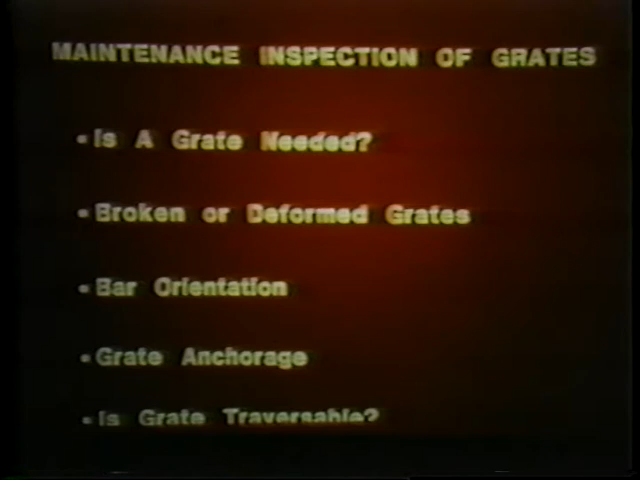 MAINTENANCE INSPECTION OF GRATES
• Is A Grate Needed?
• Broken or Deformed Grates
• Bar Orientation
• Grate Anchorage
• Is Grate Traversable?